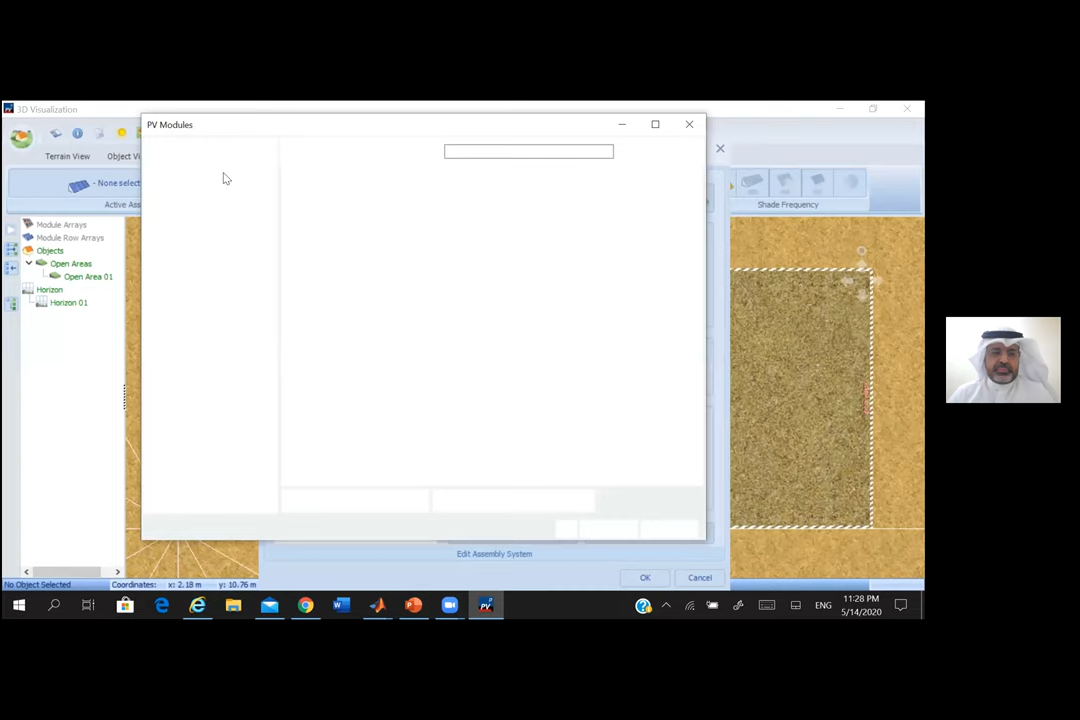 3D Visualization
PV Modules
Terrain View
Object Vi
- None select
Active Ass
Shade Frequency
Module Arrays
Module Row Arrays
Objects
Open Areas
Open Area 01
Horizon
Horizon 01
Edit Assembly System
OK
Cancel
No Object Selected
Coordinates:
x: 2.18 m
y: 10.76 m
ENG
11:28 PM
5/14/2020